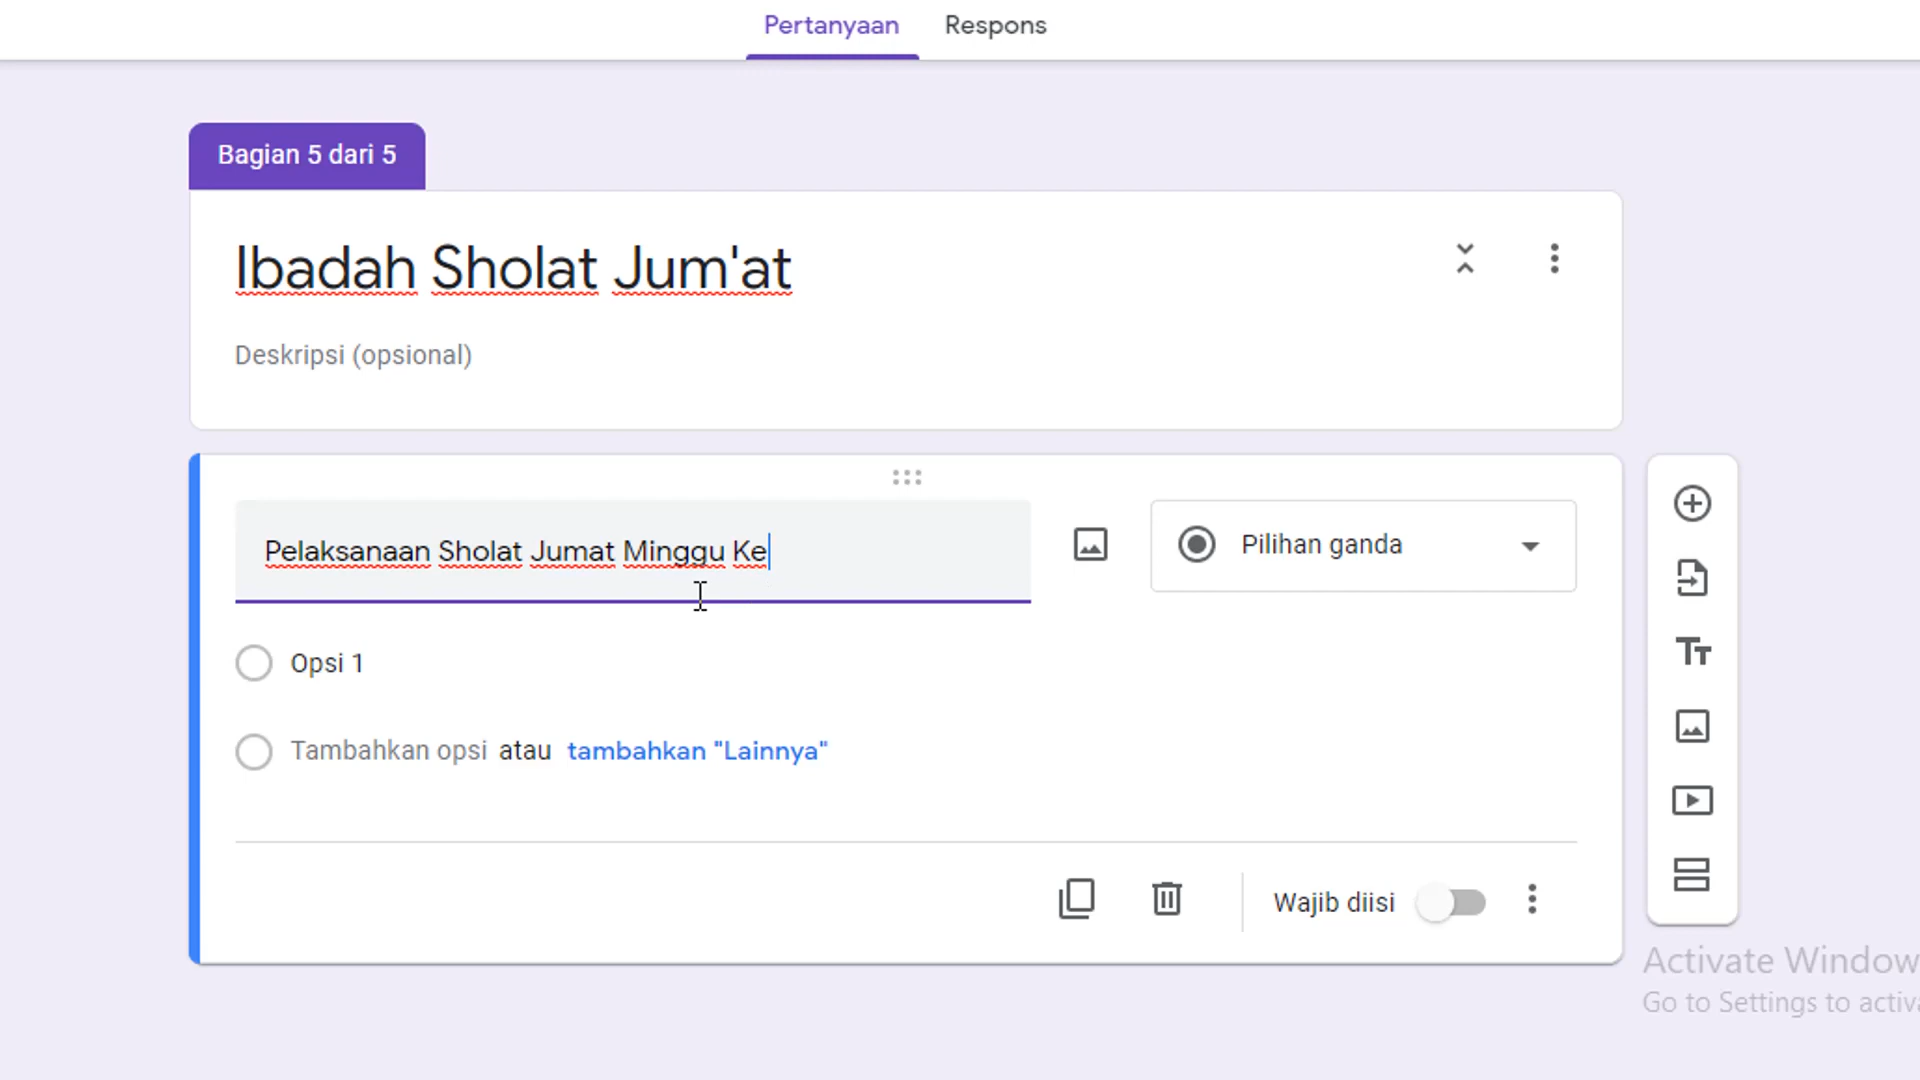 Pertanyaan Respons
Bagian 5 dari 5
Ibadah Sholat Jum'at
Deskripsi (opsional)
Pelaksanaan Sholat Jumat Minggu Ke
Pilihan ganda
Opsi 1
Tambahkan opsi atau tambahkan "Lainnya"
Wajib diisi
Activate Window
Go to Settings to activa